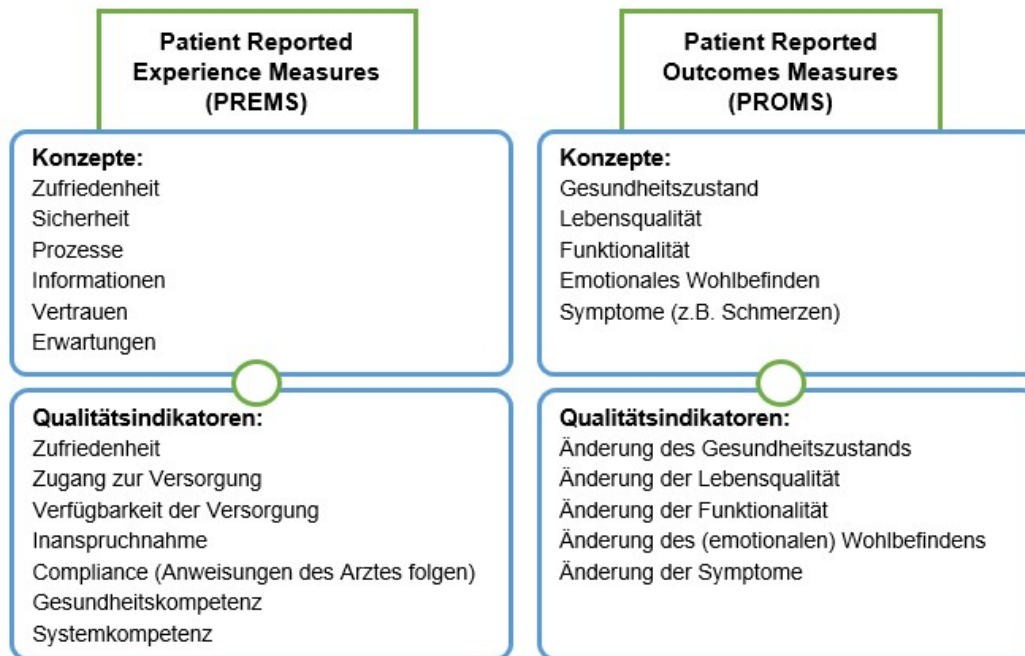 Patient Reported
Experience Measures
(PREMS)
Konzepte:
Zufriedenheit
Sicherheit
Prozesse
Informationen
Vertrauen
Erwartungen
Qualitätsindikatoren:
Zufriedenheit
Zugang zur Versorgung
Verfügbarkeit der Versorgung
Inanspruchnahme
Compliance (Anweisungen des Arztes folgen)
Gesundheitskompetenz
Systemkompetenz
Patient Reported
Outcomes Measures
(PROMS)
Konzepte:
Gesundheitszustand
Lebensqualität
Funktionalität
Emotionales Wohlbefinden
Symptome (z.B. Schmerzen)
Qualitätsindikatoren:
Änderung des Gesundheitszustands
Änderung der Lebensqualität
Änderung der Funktionalität
Änderung des (emotionalen) Wohlbefindens
Änderung der Symptome